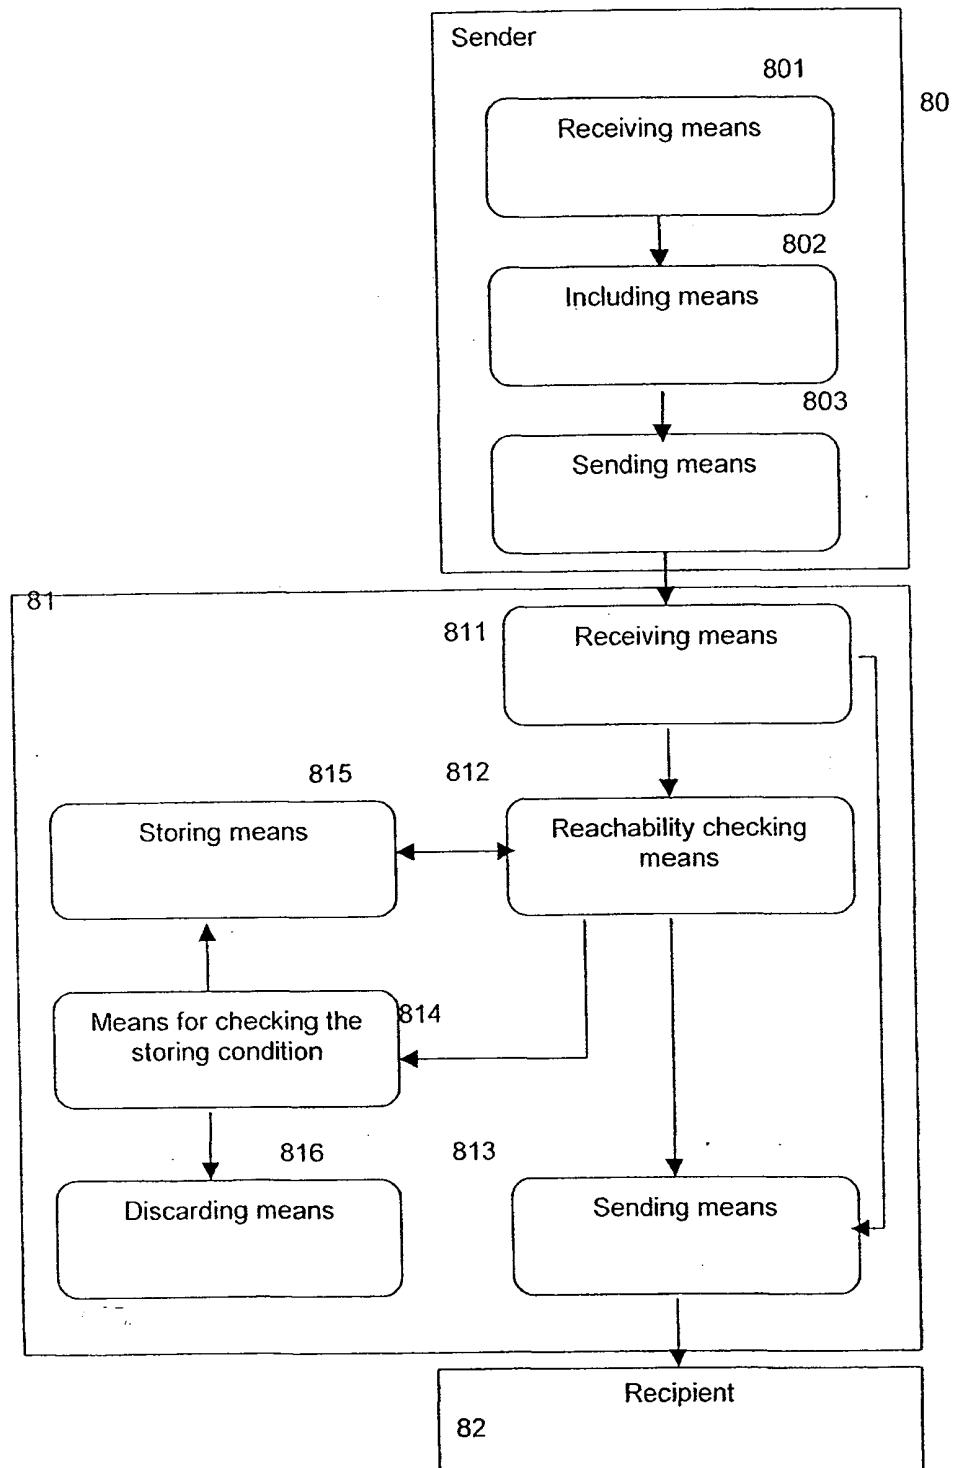 Sender
801
80
Receiving means
802
Including means
803
Sending means
81
811
Receiving means
815
812
Storing means
Reachability checking
means
814
Means for checking the
storing condition
816
813
Discarding means
Sending means
Recipient
82